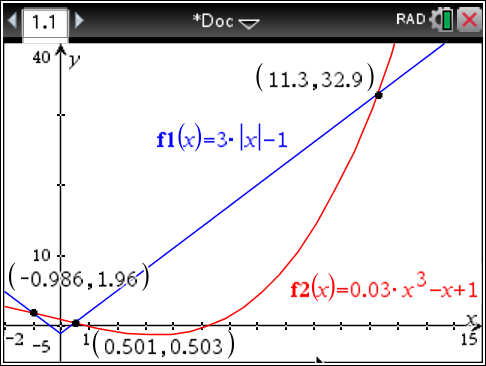 1.1 *Doc RAD
40 y
(11.3,32.9)
f1(x)=3·|x|-1
10
(-0.986,1.96)
f2(x)=0.03·x³-x+1
x
-2 -5 1 (0.501,0.503) 15